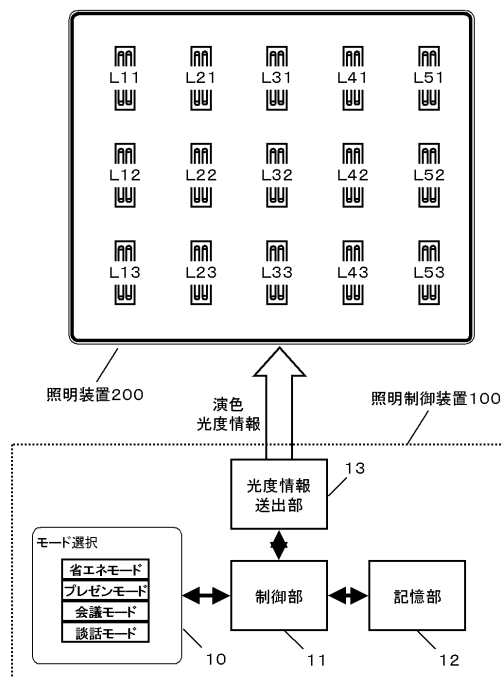 L11 L21 L31 L41 L51
L12 L22 L32 L42 L52
L13 L23 L33 L43 L53
照明装置200
演色
光度情報
照明制御装置100
光度情報
送出部
13
モード選択
省エネモード
プレゼンモード
会議モード
談話モード
10
制御部
11
記憶部
12